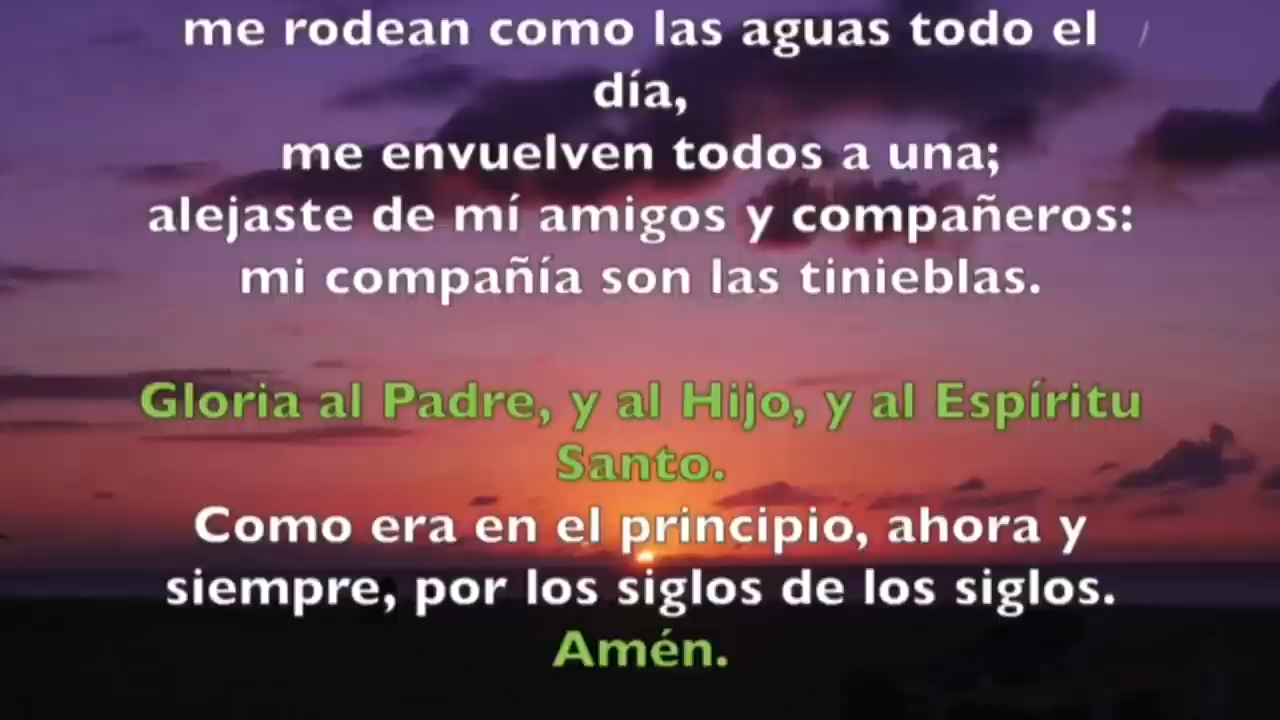 me rodean como las aguas todo el
día,
me envuelven todos a una;
alejaste de mí amigos y compañeros:
mi compañía son las tinieblas.
Gloria al Padre, y al Hijo, y al Espíritu
Santo.
Como era en el principio, ahora y
siempre, por los siglos de los siglos.
Amén.